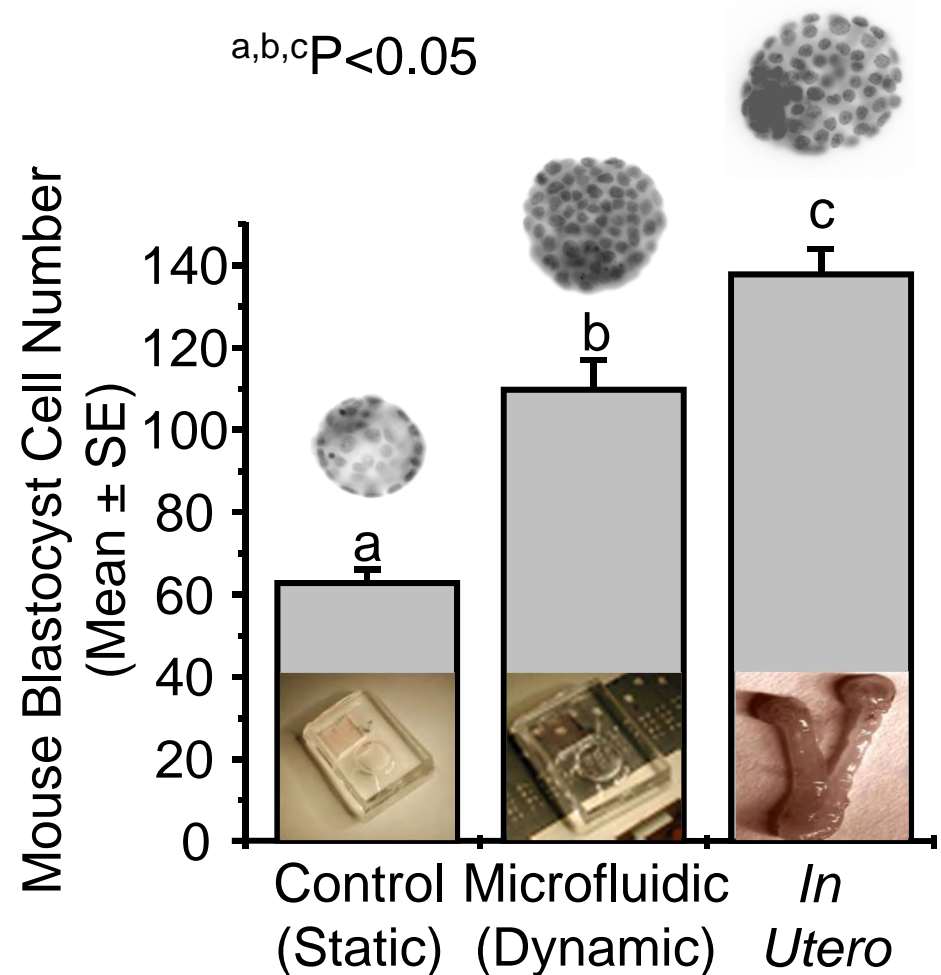 a,b,cP<0.05
c
b
a
Mouse Blastocyst Cell Number
(Mean ± SE)
140
120
100
80
60
40
20
0
Control
(Static)
Microfluidic
(Dynamic)
In
Utero